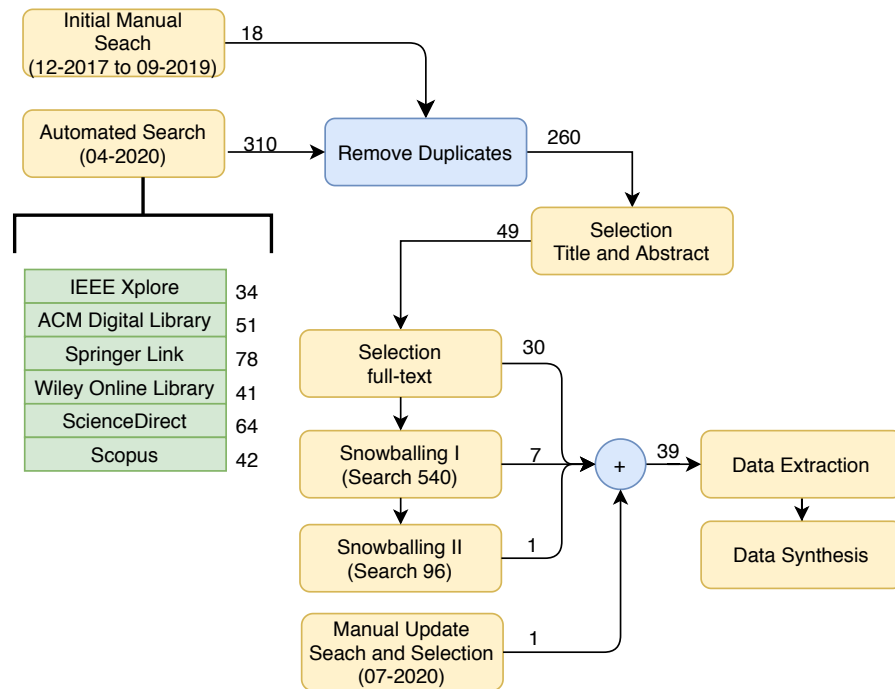 Initial Manual
Seach
(12-2017 to 09-2019)
18
Automated Search
(04-2020)
310
Remove Duplicates
260
Selection
Title and Abstract
49
IEEE Xplore
34
ACM Digital Library
51
Springer Link
78
Wiley Online Library
41
ScienceDirect
64
Scopus
42
Selection
full-text
30
Snowballing I
(Search 540)
7
Snowballing II
(Search 96)
1
Manual Update
Seach and Selection
(07-2020)
1
+
39
Data Extraction
Data Synthesis